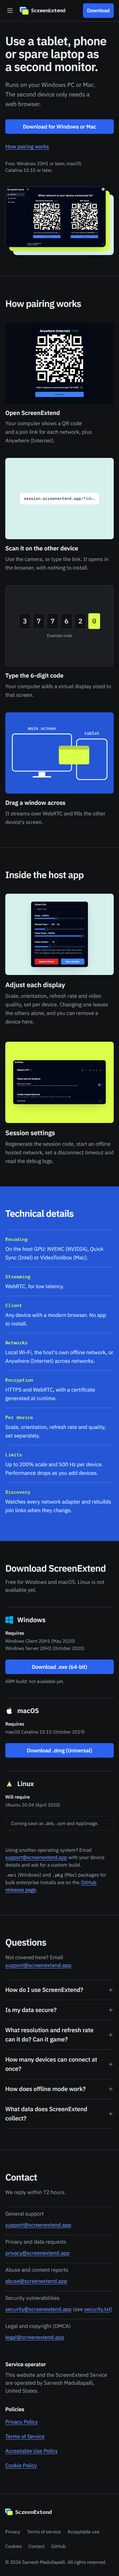 ScreenExtend
Download
Use a tablet, phone
or spare laptop as
a second monitor.
Runs on your Windows PC or Mac.
The second device only needs a
web browser.
Download for Windows or Mac
How pairing works
Free. Windows 20H1 or later, macOS
Catalina 10.15 or later.
How pairing works
Anywhere (Internet)
Open ScreenExtend
Your computer shows a QR code
and a join link for each network, plus
Anywhere (Internet).
Scan it on the other device
Use the camera, or type the link. It opens in
the browser, with nothing to install.
3 7 7 6 2 0
Example code
Type the 6-digit code
Your computer adds a virtual display sized to
that screen.
main screen
tablet
Drag a window across
It streams over WebRTC and fills the other
device's screen.
Inside the host app
Adjust each display
Scale, orientation, refresh rate and video
quality, set per device. Changing one leaves
the others alone, and you can remove a
device here.
Session settings
Regenerate the session code, start an offline
network, set a disconnect timeout and
read the debug logs.
Technical details
Encoding
On the host GPU: NVENC (NVIDIA), Quick
Sync (Intel) or VideoToolbox (Mac).
Streaming
WebRTC, for low latency.
Client
Any device with a modern browser. No app
to install.
Networks
Local Wi-Fi, the host's own offline network, or
Anywhere (Internet) across networks.
Encryption
HTTPS and WebRTC, with a certificate
generated at runtime.
Per device
Scale, orientation, refresh rate and quality,
set separately.
Limits
Up to 200% scale and 500 Hz per device.
Performance drops as you add devices.
Discovery
Watches every network adapter and rebuilds
join links when they change.
Download ScreenExtend
Free for Windows and macOS. Linux is not
available yet.
Windows
Requires
Windows Client 20H1 (May 2020)
Windows Server 20H2 (October 2020)
Download .exe (64-bit)
ARM build: not available yet.
macOS
Requires
macOS Catalina 10.15 (October 2019)
Download .dmg (Universal)
Linux
Will require
Ubuntu 20.04 (April 2020)
Coming soon as .deb, .rpm and AppImage.
Using another operating system? Email
support@screenextend.app with your device
details and ask for a custom build.
.msi (Windows) and .pkg (Mac) packages for
bulk enterprise installs are on the GitHub
releases page.
Questions
Not covered here? Email
support@screenextend.app.
How do I use ScreenExtend? +
Is my data secure? +
What resolution and refresh rate
can it do? Can it game? +
How many devices can connect at
once? +
How does offline mode work? +
What data does ScreenExtend
collect? +
Contact
We reply within 72 hours.
General support
support@screenextend.app
Privacy and data requests
privacy@screenextend.app
Abuse and content reports
abuse@screenextend.app
Security vulnerabilities
security@screenextend.app (see security.txt)
Legal and copyright (DMCA)
legal@screenextend.app
Service operator
This website and the ScreenExtend Service
are operated by Sarvesh Madullapalli,
United States.
Policies
Privacy Policy
Terms of Service
Acceptable Use Policy
Cookie Policy
ScreenExtend
Privacy Terms of service Acceptable use
Cookies Contact GitHub
© 2026 Sarvesh Madullapalli. All rights reserved.